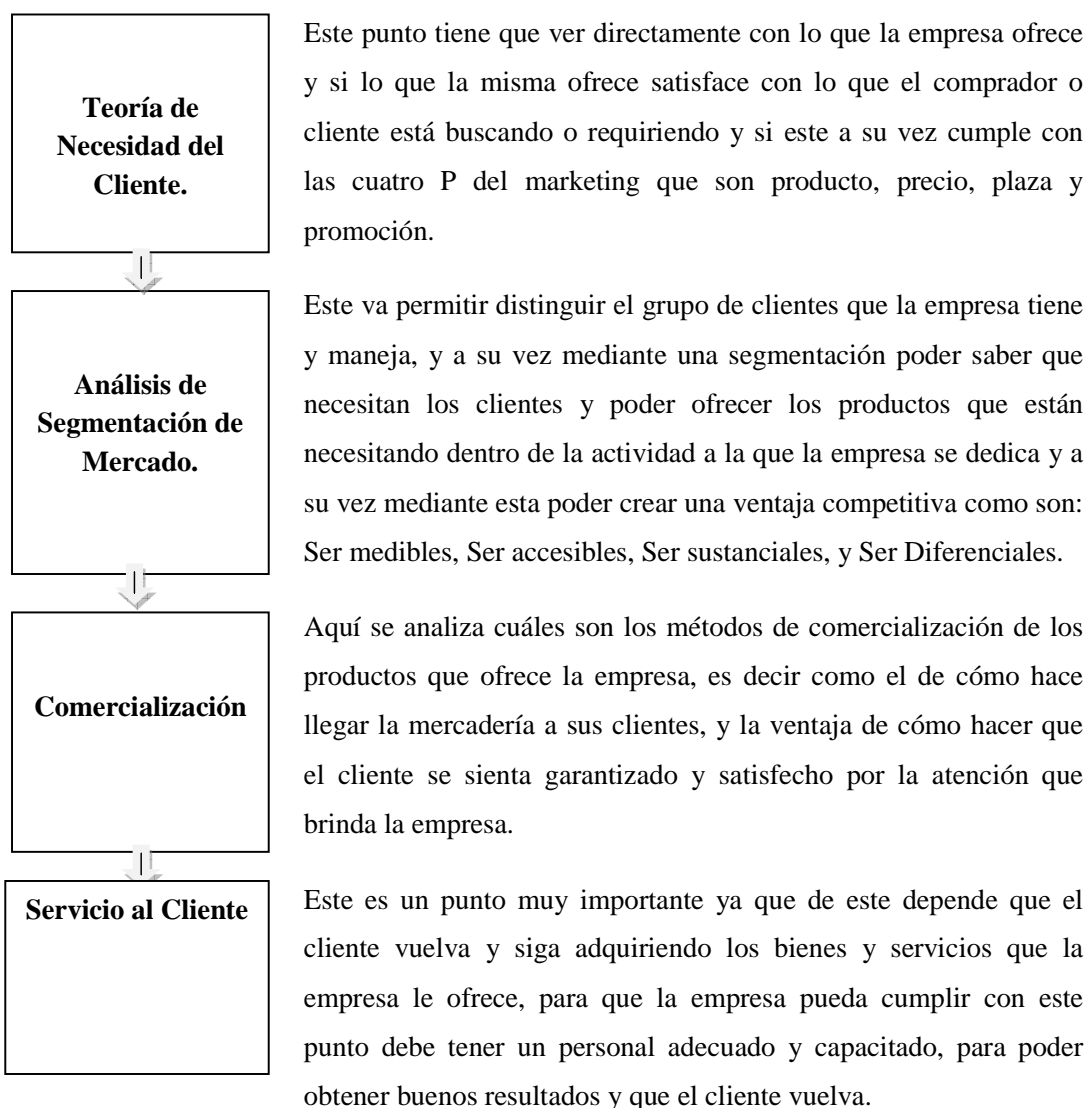 Teoría de
Necesidad del
Cliente.
Este punto tiene que ver directamente con lo que la empresa ofrece
y si lo que la misma ofrece satisface con lo que el comprador o
cliente está buscando o requiriendo y si este a su vez cumple con
las cuatro P del marketing que son producto, precio, plaza y
promoción.
Análisis de
Segmentación de
Mercado.
Este va permitir distinguir el grupo de clientes que la empresa tiene
y maneja, y a su vez mediante una segmentación poder saber que
necesitan los clientes y poder ofrecer los productos que están
necesitando dentro de la actividad a la que la empresa se dedica y a
su vez mediante esta poder crear una ventaja competitiva como son:
Ser medibles, Ser accesibles, Ser sustanciales, y Ser Diferenciales.
Comercialización
Aquí se analiza cuáles son los métodos de comercialización de los
productos que ofrece la empresa, es decir como el de cómo hace
llegar la mercadería a sus clientes, y la ventaja de cómo hacer que
el cliente se sienta garantizado y satisfecho por la atención que
brinda la empresa.
Servicio al Cliente
Este es un punto muy importante ya que de este depende que el
cliente vuelva y siga adquiriendo los bienes y servicios que la
empresa le ofrece, para que la empresa pueda cumplir con este
punto debe tener un personal adecuado y capacitado, para poder
obtener buenos resultados y que el cliente vuelva.